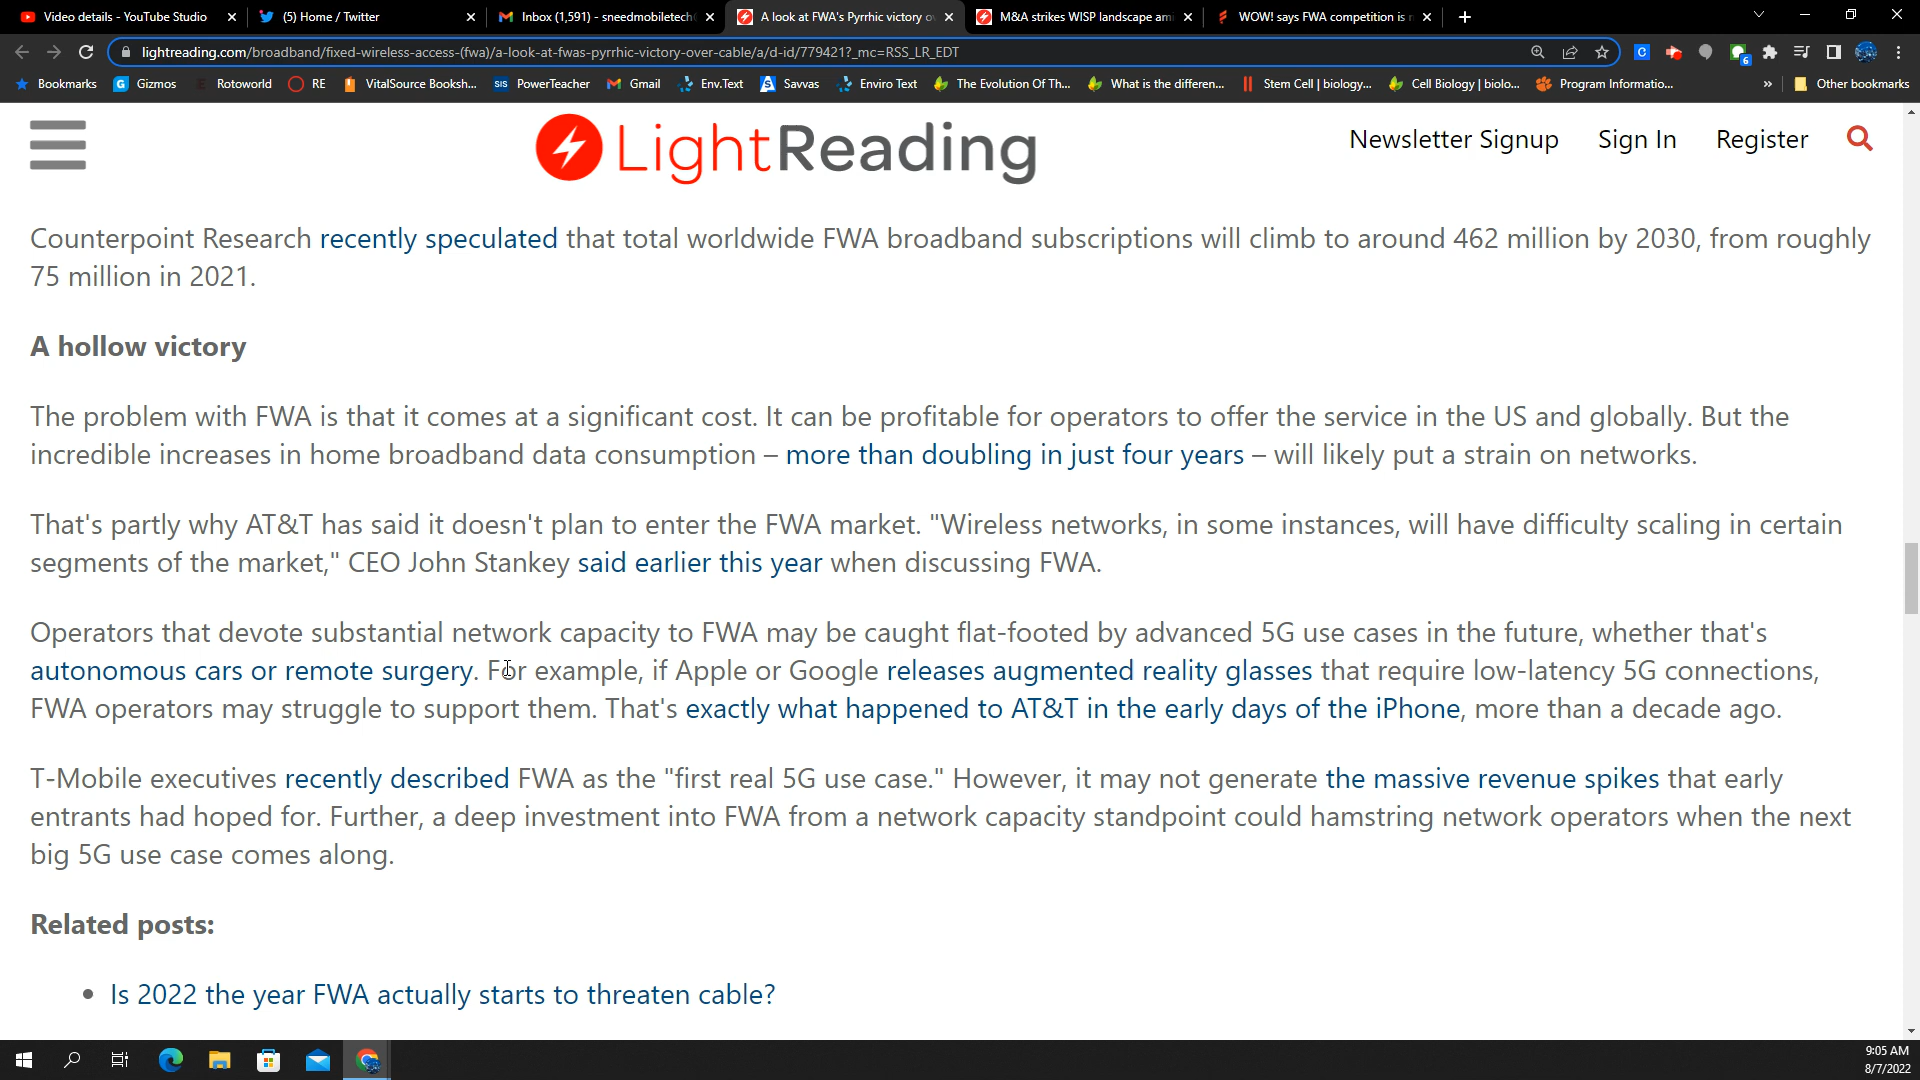 Video details - YouTube Studio
(5) Home / Twitter
Inbox (1,591) - sneedmobiletech
A look at FWA's Pyrrhic victory o
M&A strikes WISP landscape ami
WOW! says FWA competition is
lightreading.com/broadband/fixed-wireless-access-(fwa)/a-look-at-fwas-pyrrhic-victory-over-cable/a/d-id/779421?_mc=RSS_LR_EDT
C
6
Bookmarks
G Gizmos
Rotoworld
RE
VitalSource Booksh...
SIS PowerTeacher
Gmail
Env.Text
Savvas
Enviro Text
The Evolution Of Th...
What is the differen...
Stem Cell | biology...
Cell Biology | biolo...
Program Informatio...
»
Other bookmarks
LightReading
Newsletter Signup
Sign In
Register
Counterpoint Research recently speculated that total worldwide FWA broadband subscriptions will climb to around 462 million by 2030, from roughly
75 million in 2021.
A hollow victory
The problem with FWA is that it comes at a significant cost. It can be profitable for operators to offer the service in the US and globally. But the
incredible increases in home broadband data consumption – more than doubling in just four years – will likely put a strain on networks.
That's partly why AT&T has said it doesn't plan to enter the FWA market. "Wireless networks, in some instances, will have difficulty scaling in certain
segments of the market," CEO John Stankey said earlier this year when discussing FWA.
Operators that devote substantial network capacity to FWA may be caught flat-footed by advanced 5G use cases in the future, whether that's
autonomous cars or remote surgery. For example, if Apple or Google releases augmented reality glasses that require low-latency 5G connections,
FWA operators may struggle to support them. That's exactly what happened to AT&T in the early days of the iPhone, more than a decade ago.
T-Mobile executives recently described FWA as the "first real 5G use case." However, it may not generate the massive revenue spikes that early
entrants had hoped for. Further, a deep investment into FWA from a network capacity standpoint could hamstring network operators when the next
big 5G use case comes along.
Related posts:
• Is 2022 the year FWA actually starts to threaten cable?
9:05 AM
8/7/2022